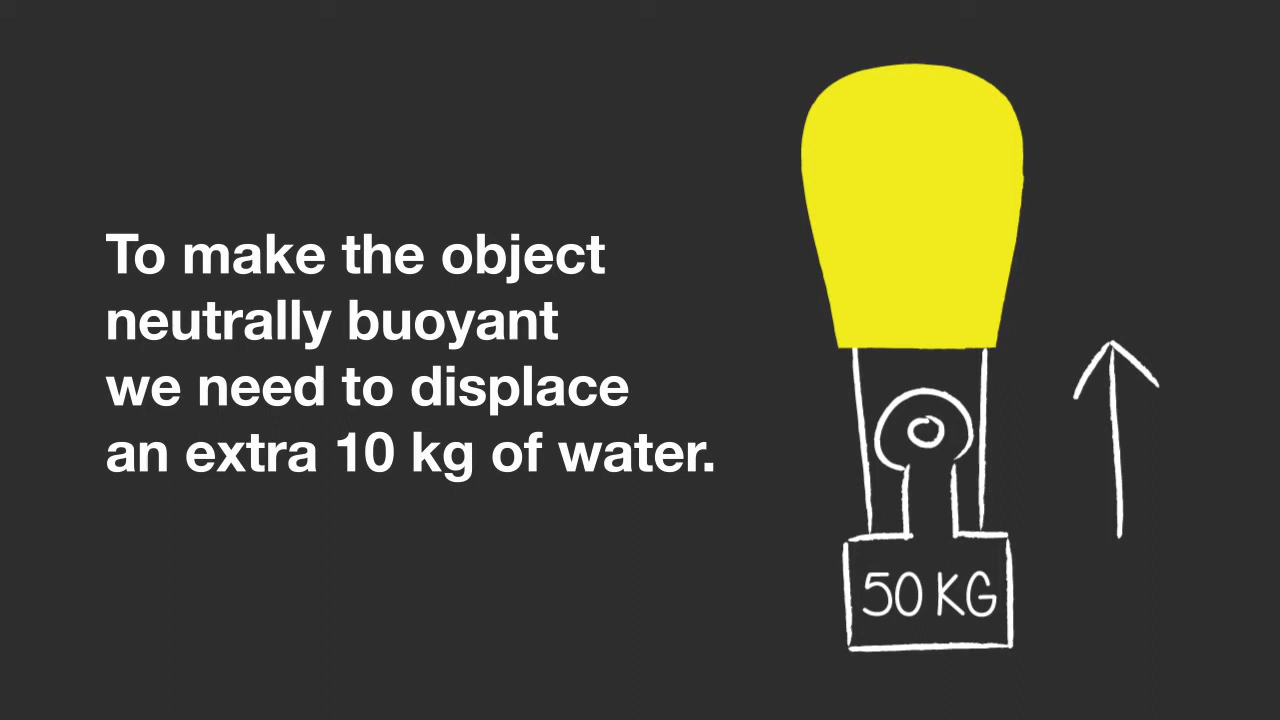 To make the object
neutrally buoyant
we need to displace
an extra 10 kg of water.
50 KG